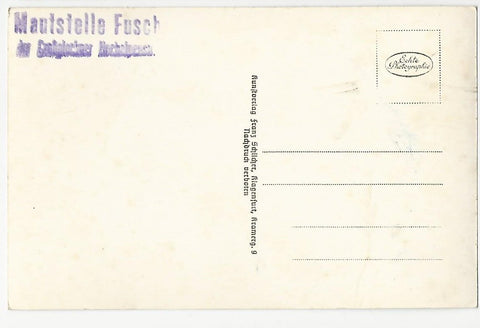 Mautstelle Fusch
der Großglockner Hochalpenstr.
Echte
Photographie
Kunstverlag Franz Schilcher, Klagenfurt, Kramerg. 9
Nachdruck verboten